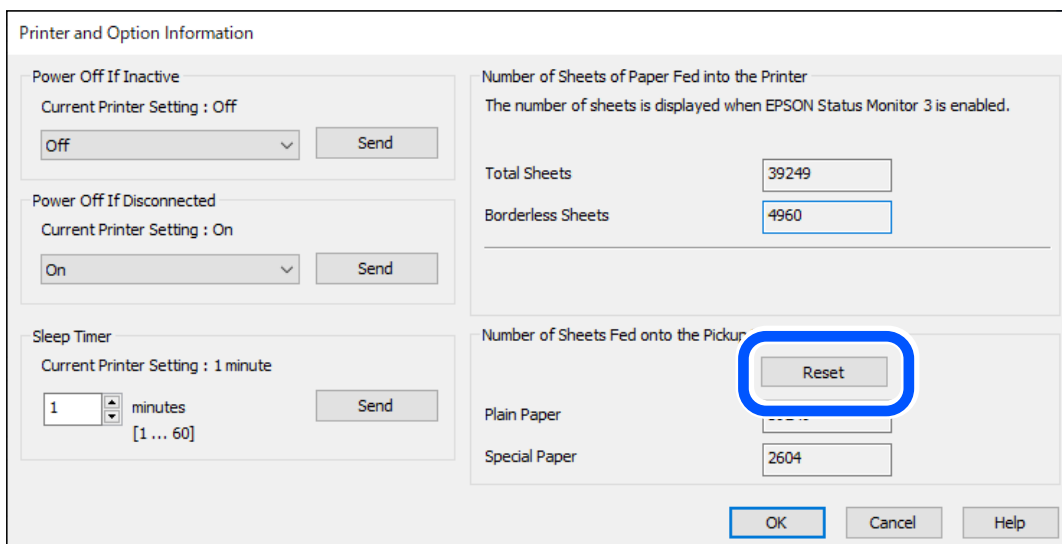 Printer and Option Information
Power Off If Inactive
Current Printer Setting : Off
Off
Send
Power Off If Disconnected
Current Printer Setting : On
On
Send
Sleep Timer
Current Printer Setting : 1 minute
1
minutes
Send
[1 ... 60]
Number of Sheets of Paper Fed into the Printer
The number of sheets is displayed when EPSON Status Monitor 3 is enabled.
Total Sheets
39249
Borderless Sheets
4960
Number of Sheets Fed onto the Pickup
Reset
Plain Paper
Special Paper
2604
OK
Cancel
Help